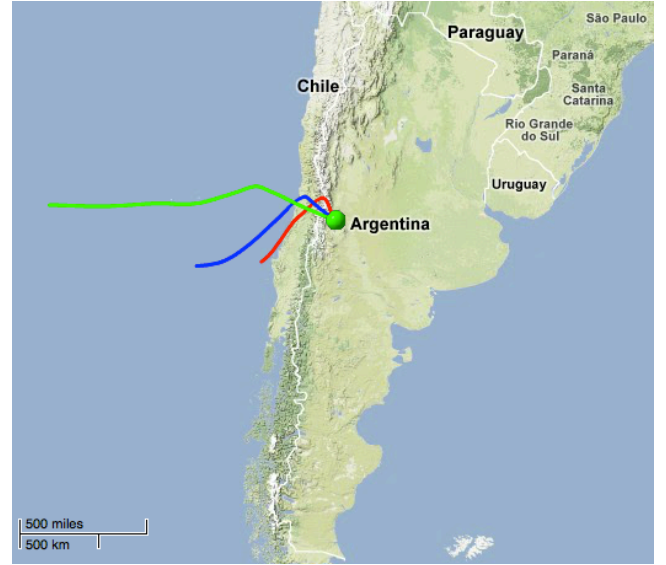 São Paulo
Paraguay
Paraná
Chile
Santa
Catarina
Rio Grande
do Sul
Uruguay
Argentina
500 miles
500 km